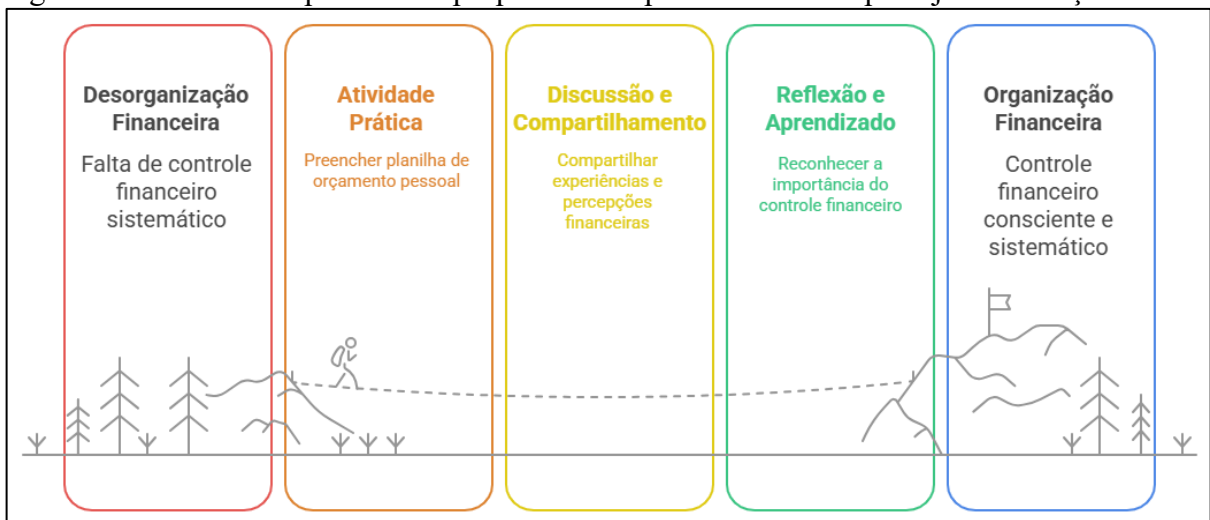 Desorganização
Financeira
Falta de controle
financeiro
sistemático
Atividade
Prática
Preencher planilha de
orçamento pessoal
Discussão e
Compartilhamento
Compartilhar
experiências e
percepções
financeiras
Reflexão e
Aprendizado
Reconhecer a
importância do
controle financeiro
Organização
Financeira
Controle
financeiro
consciente e
sistemático